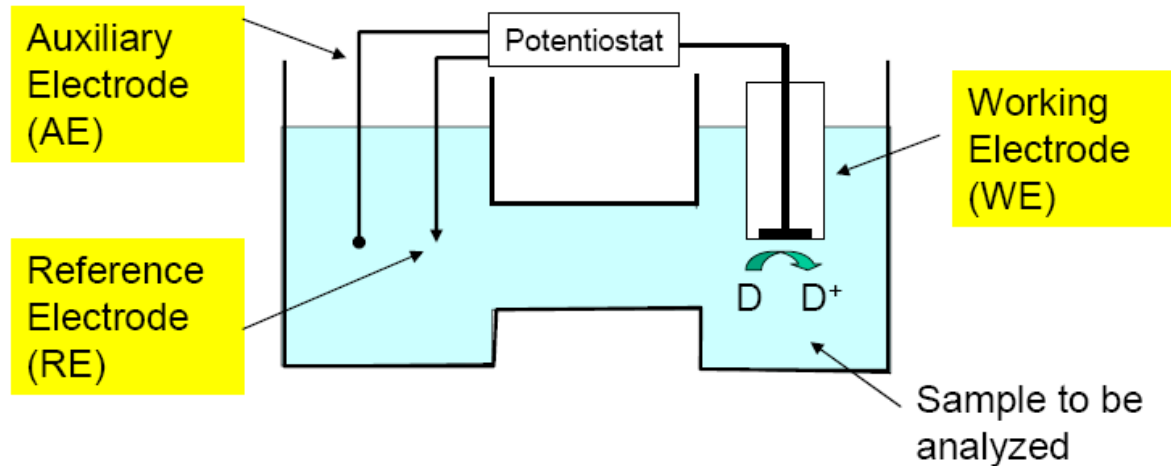 Auxiliary
Electrode
(AE)
Potentiostat
Working
Electrode
(WE)
Reference
Electrode
(RE)
D D⁺
Sample to be
analyzed